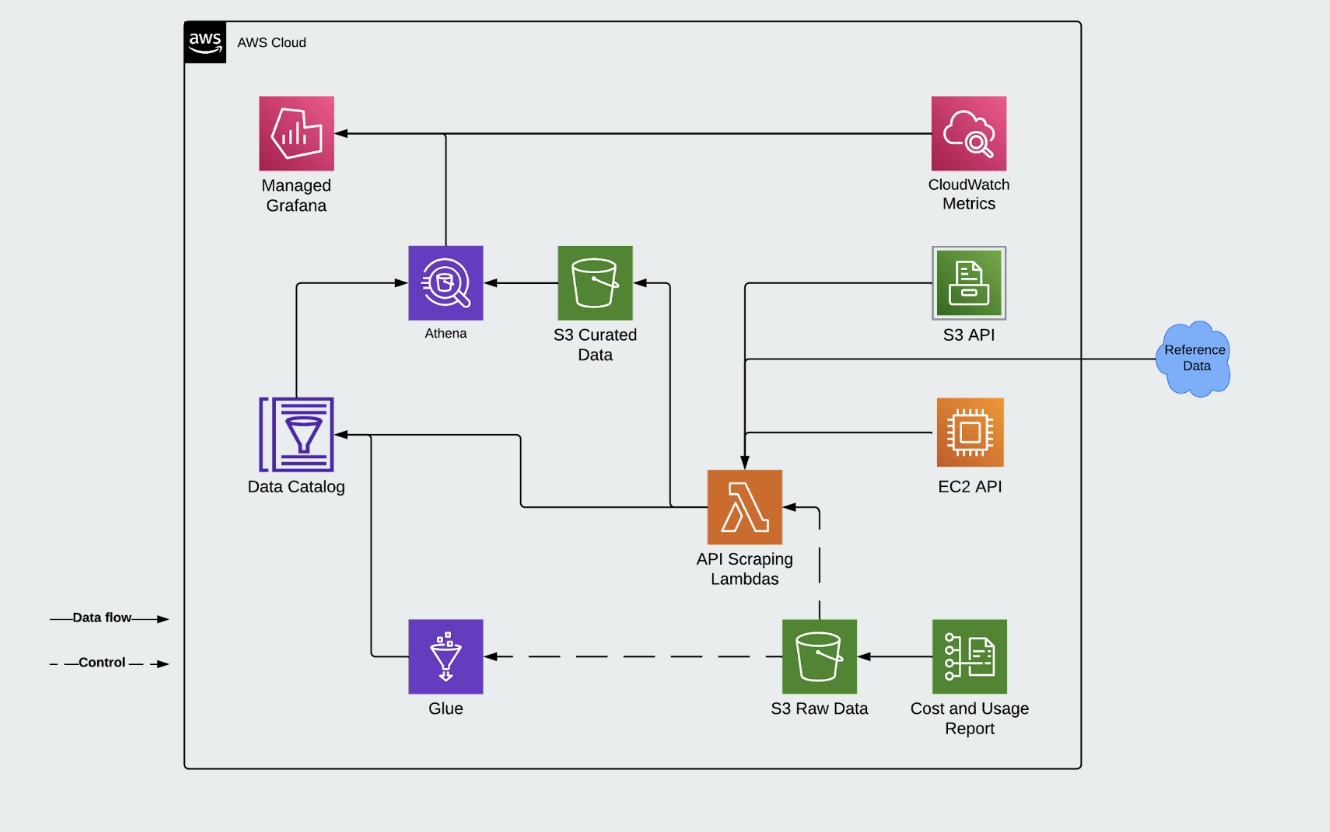 aws
AWS Cloud
Managed
Grafana
CloudWatch
Metrics
Athena
S3 Curated
Data
S3 API
Reference
Data
Data Catalog
EC2 API
API Scraping
Lambdas
Data flow
Control
Glue
S3 Raw Data
Cost and Usage
Report